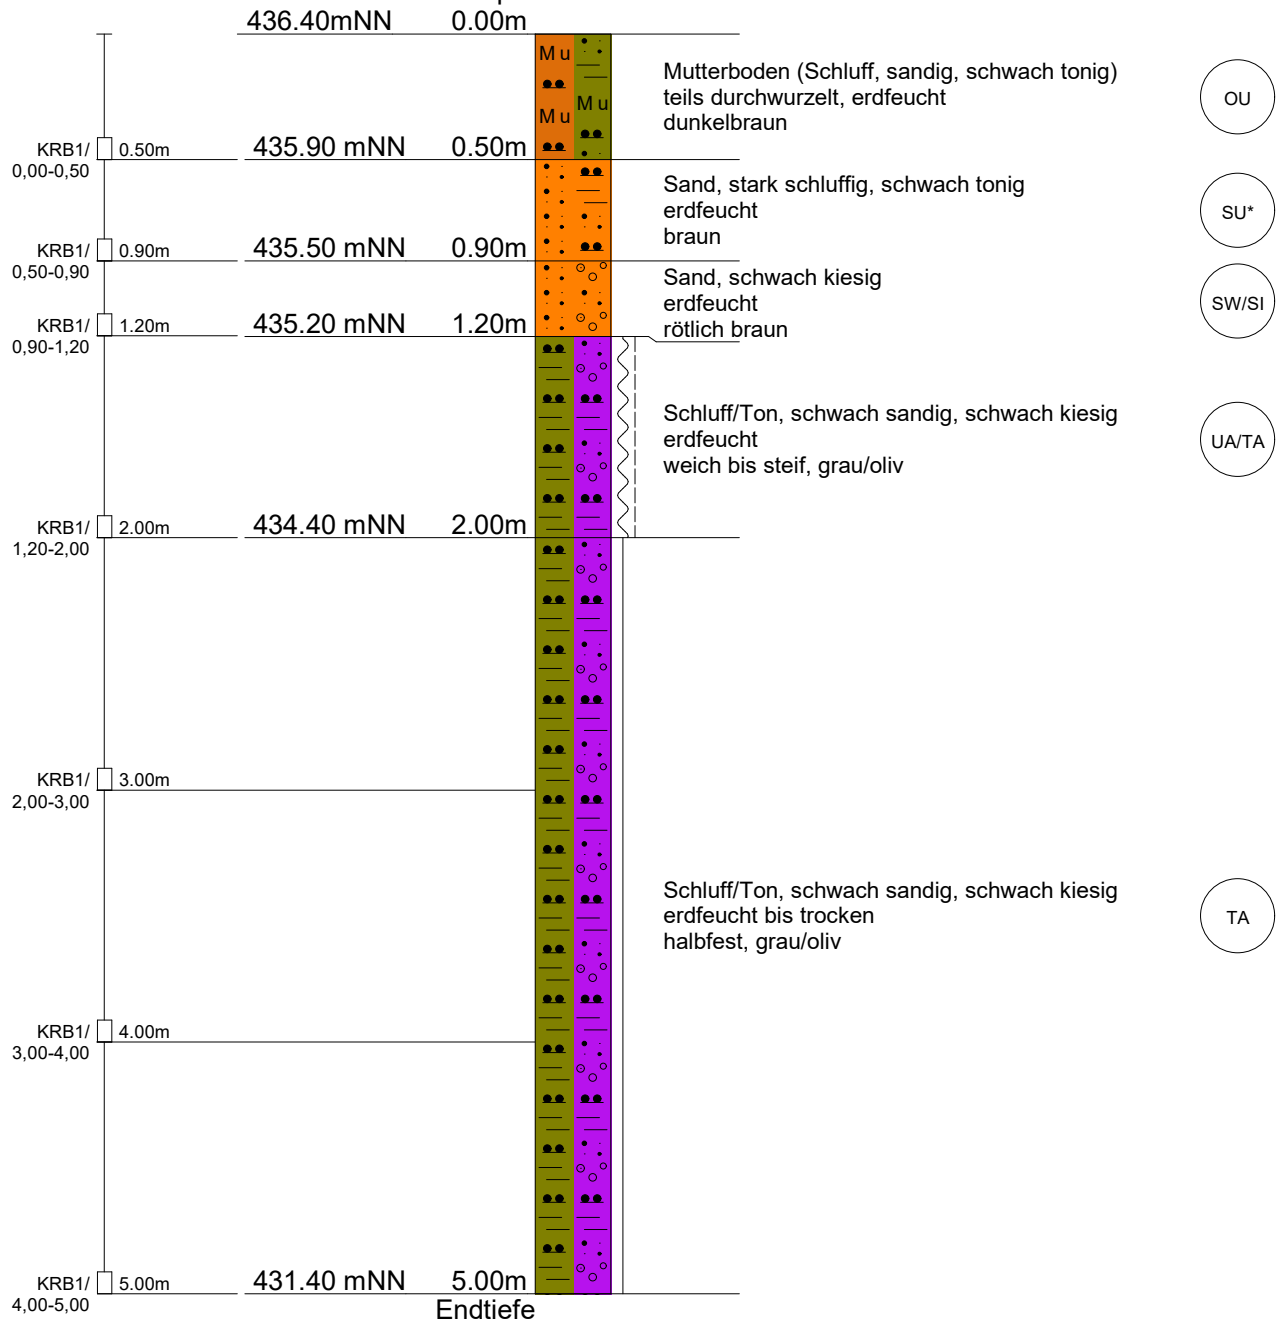 436.40mNN 0.00m
M u
M u
M u
Mutterboden (Schluff, sandig, schwach tonig)
teils durchwurzelt, erdfeucht
dunkelbraun
OU
KRB1/ 0.50m 435.90 mNN 0.50m
0,00-0,50
Sand, stark schluffig, schwach tonig
erdfeucht
braun
SU*
KRB1/ 0.90m 435.50 mNN 0.90m
0,50-0,90
Sand, schwach kiesig
erdfeucht
rötlich braun
SW/SI
KRB1/ 1.20m 435.20 mNN 1.20m
0,90-1,20
Schluff/Ton, schwach sandig, schwach kiesig
erdfeucht
weich bis steif, grau/oliv
UA/TA
KRB1/ 2.00m 434.40 mNN 2.00m
1,20-2,00
KRB1/ 3.00m
2,00-3,00
Schluff/Ton, schwach sandig, schwach kiesig
erdfeucht bis trocken
halbfest, grau/oliv
TA
KRB1/ 4.00m
3,00-4,00
KRB1/ 5.00m 431.40 mNN 5.00m
4,00-5,00
Endtiefe